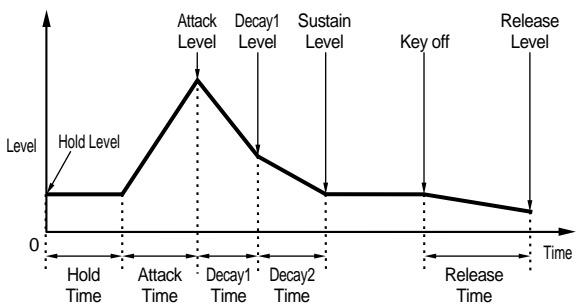 Attack
Level
Decay1
Level
Sustain
Level
Key off
Release
Level
Level
Hold Level
0
Time
Hold
Time
Attack
Time
Decay1
Time
Decay2
Time
Release
Time